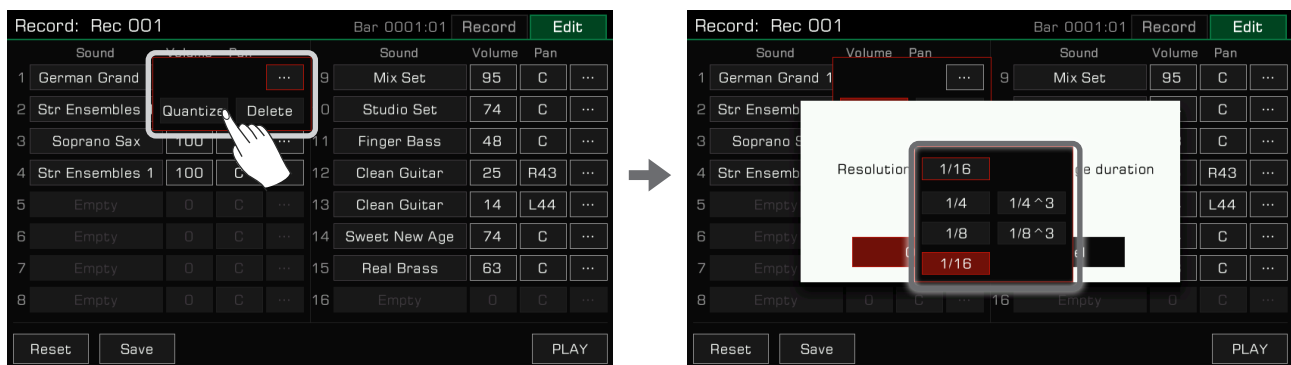 Record: Rec 001 Bar 0001:01 Record Edit
Sound Volume Pan Sound Volume Pan
1 German Grand ... 9 Mix Set 95 C ...
2 Str Ensembles Quantize Delete 0 Studio Set 74 C ...
3 Soprano Sax 100 ... 11 Finger Bass 48 C ...
4 Str Ensembles 1 100 C 12 Clean Guitar 25 R43 ...
5 Empty 0 C ... 13 Clean Guitar 14 L44 ...
6 Empty 0 C ... 14 Sweet New Age 74 C ...
7 Empty 0 C ... 15 Real Brass 63 C ...
8 Empty 0 C ... 16 Empty 0 C ...
Reset Save PLAY
Record: Rec 001 Bar 0001:01 Record Edit
Sound Volume Pan Sound Volume Pan
1 German Grand 1 ... 9 Mix Set 95 C ...
2 Str Ensemb C ...
3 Soprano S C ...
4 Str Ensemb Resolution 1/16 duration R43 ...
5 Empty 1/4 1/4^3 L44 ...
6 Empty 1/8 1/8^3 C ...
7 Empty 1/16 C ...
8 Empty 0 C ... 16 Empty 0 C ...
Reset Save PLAY